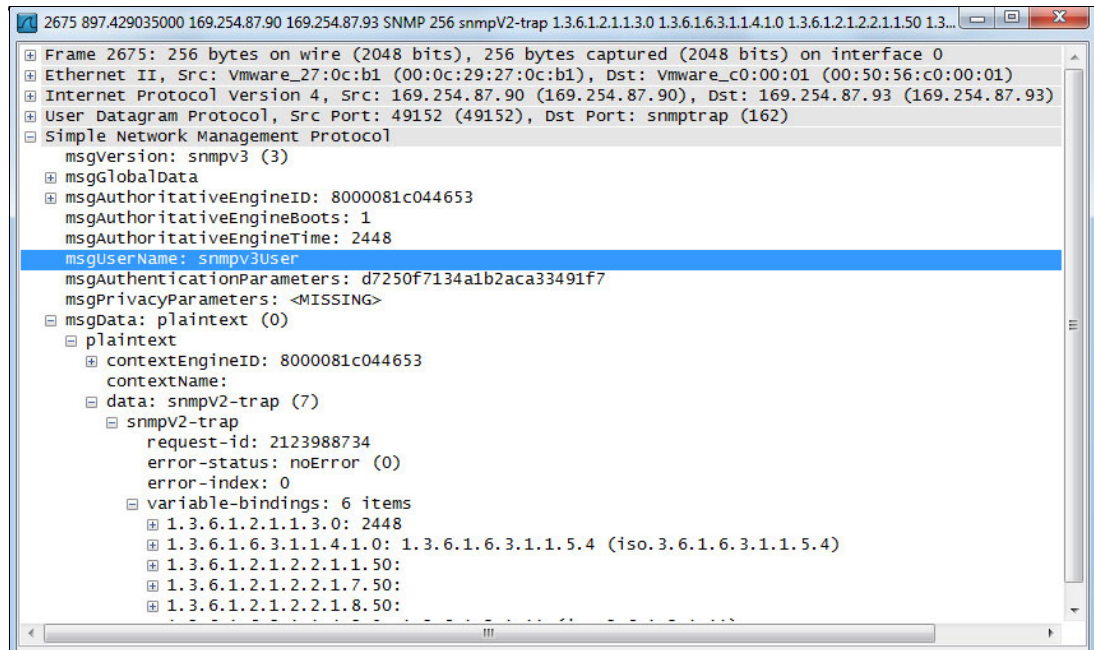 2675 897.429035000 169.254.87.90 169.254.87.93 SNMP 256 snmpV2-trap 1.3.6.1.2.1.1.3.0 1.3.6.1.6.3.1.1.4.1.0 1.3.6.1.2.1.2.2.1.1.50 1.3...
Frame 2675: 256 bytes on wire (2048 bits), 256 bytes captured (2048 bits) on interface 0
Ethernet II, Src: Vmware_27:0c:b1 (00:0c:29:27:0c:b1), Dst: Vmware_c0:00:01 (00:50:56:c0:00:01)
Internet Protocol Version 4, Src: 169.254.87.90 (169.254.87.90), Dst: 169.254.87.93 (169.254.87.93)
User Datagram Protocol, Src Port: 49152 (49152), Dst Port: snmptrap (162)
Simple Network Management Protocol
msgVersion: snmpv3 (3)
msgGlobalData
msgAuthoritativeEngineID: 8000081c044653
msgAuthoritativeEngineBoots: 1
msgAuthoritativeEngineTime: 2448
msgUserName: snmpv3User
msgAuthenticationParameters: d7250f7134a1b2aca33491f7
msgPrivacyParameters: <MISSING>
msgData: plaintext (0)
plaintext
contextEngineID: 8000081c044653
contextName:
data: snmpV2-trap (7)
snmpV2-trap
request-id: 2123988734
error-status: noError (0)
error-index: 0
variable-bindings: 6 items
1.3.6.1.2.1.1.3.0: 2448
1.3.6.1.6.3.1.1.4.1.0: 1.3.6.1.6.3.1.1.5.4 (iso.3.6.1.6.3.1.1.5.4)
1.3.6.1.2.1.2.2.1.1.50:
1.3.6.1.2.1.2.2.1.7.50:
1.3.6.1.2.1.2.2.1.8.50: